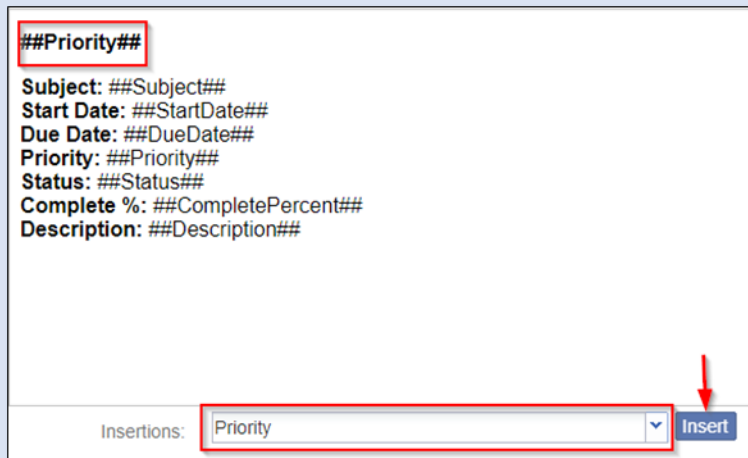 ##Priority##
Subject: ##Subject##
Start Date: ##StartDate##
Due Date: ##DueDate##
Priority: ##Priority##
Status: ##Status##
Complete %: ##CompletePercent##
Description: ##Description##
Insertions: Priority Insert